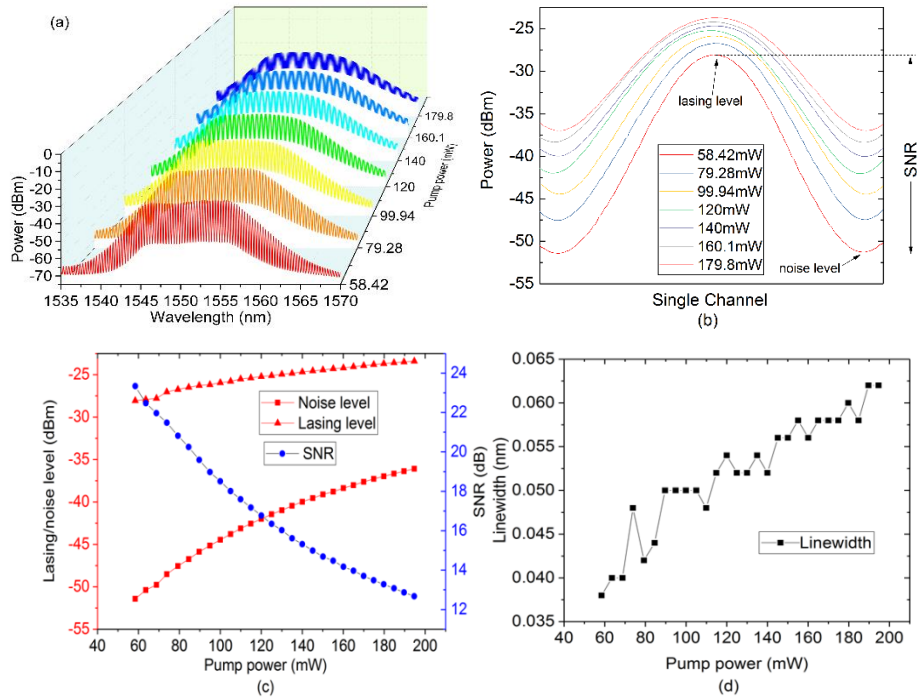 (a)
0
-10
-20
-30
-40
-50
-60
-70
Power (dBm)
1535 1540 1545 1550 1555 1560 1565 1570
Wavelength (nm)
179.8
160.1
140
120
99.94
79.28
58.42
Pump power (mW)
-25
-30
-35
-40
-45
-50
-55
Power (dBm)
lasing level
58.42mW
79.28mW
99.94mW
120mW
140mW
160.1mW
179.8mW
noise level
SNR
Single Channel
(b)
-25
-30
-35
-40
-45
-50
-55
Lasing/noise level (dBm)
Noise level
Lasing level
SNR
24
22
20
18
16
14
12
SNR (dB)
40 60 80 100 120 140 160 180 200
Pump power (mW)
(c)
0.065
0.060
0.055
0.050
0.045
0.040
0.035
Linewidth (nm)
Linewidth
40 60 80 100 120 140 160 180 200
Pump power (mW)
(d)